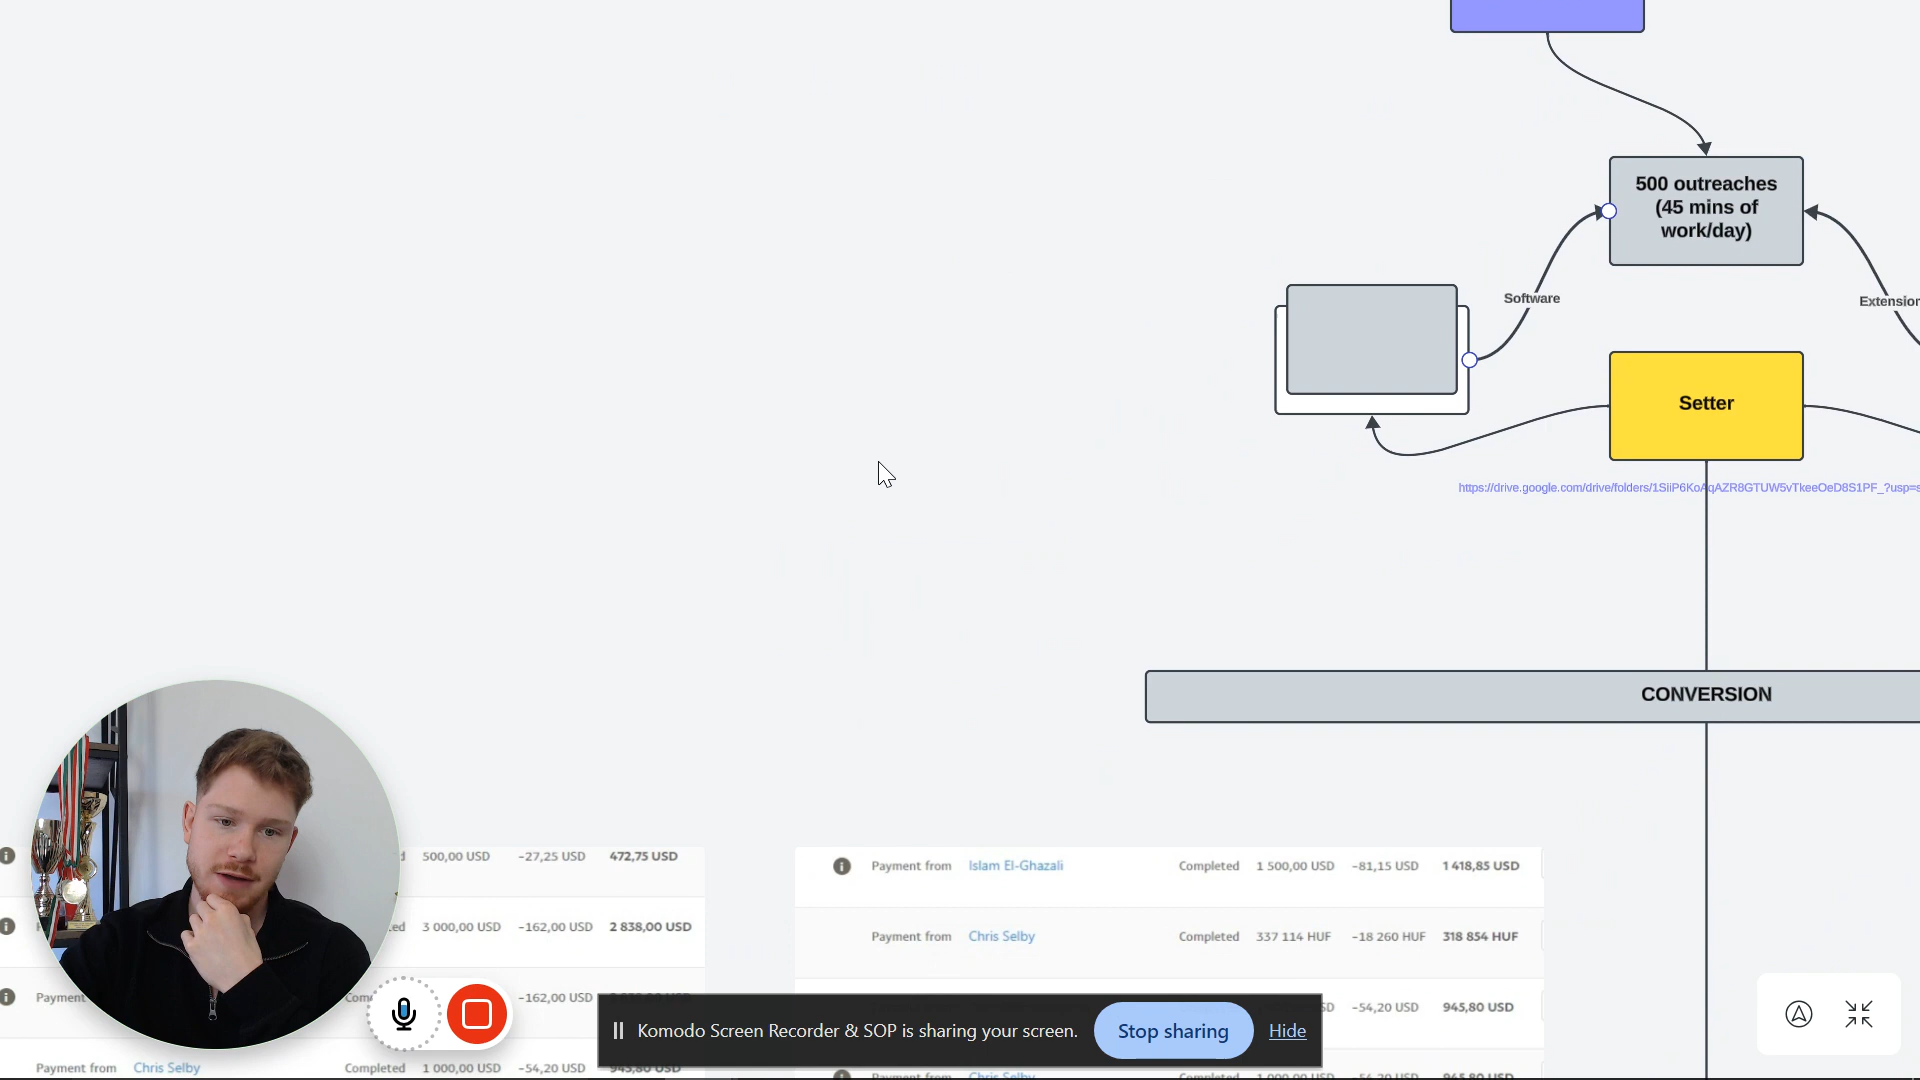 500 outreaches
(45 mins of
work/day)
Software
Extension
Setter
https://drive.google.com/drive/folders/1SiiP6KoAqAZR8GTUW5vTkeeOeD8S1PF_?usp=s
CONVERSION
500,00 USD -27,25 USD 472,75 USD
3 000,00 USD -162,00 USD 2 838,00 USD
Payment -162,00 USD
Payment from Chris Selby Completed 1 000,00 USD -54,20 USD 945,80 USD
Payment from Islam El-Ghazali Completed 1 500,00 USD -81,15 USD 1 418,85 USD
Payment from Chris Selby Completed 337 114 HUF -18 260 HUF 318 854 HUF
-54,20 USD 945,80 USD
Payment from Chris Selby Completed 1 000,00 USD -54,20 USD 945,80 USD
Komodo Screen Recorder & SOP is sharing your screen. Stop sharing Hide